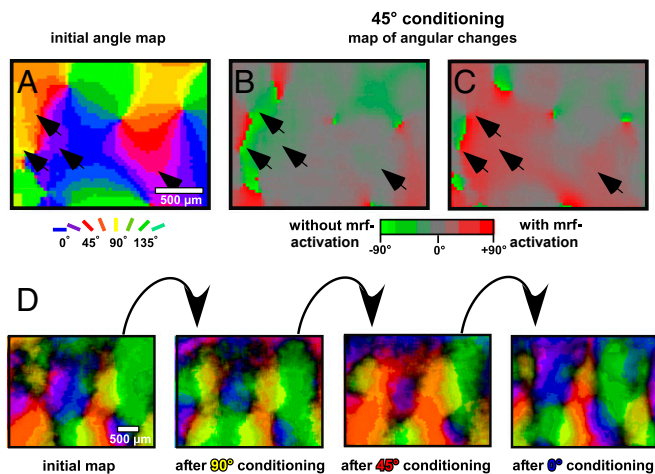 45° conditioning
initial angle map
map of angular changes
A
B
C
500 µm
0° 45° 90° 135°
without mrf-activation
-90° 0° +90°
with mrf-activation
D
500
initial map
after 90° conditioning
after 45° conditioning
after 0° conditioning